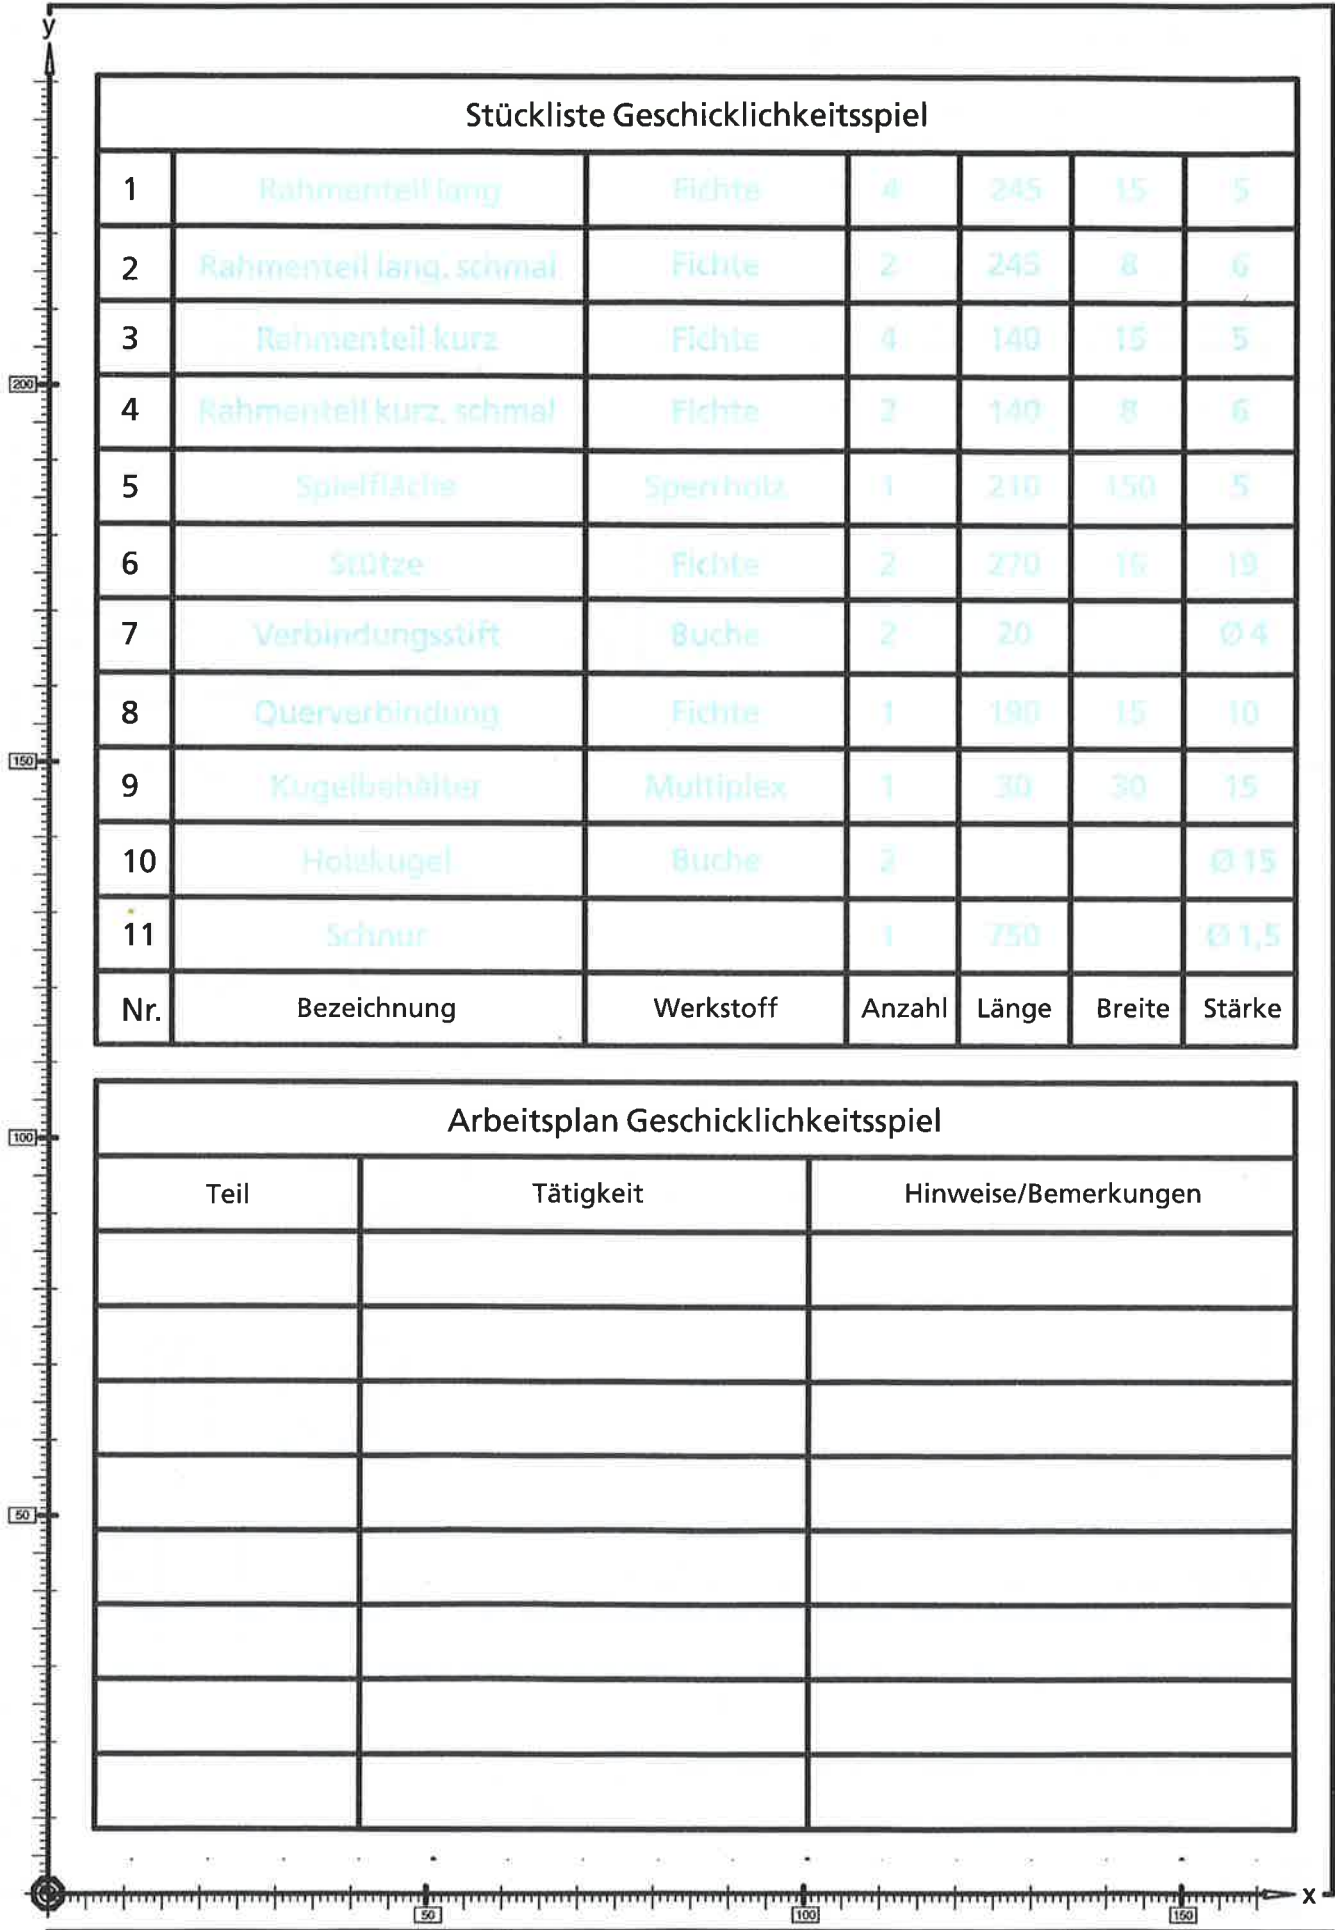 y
Stückliste Geschicklichkeitsspiel
1 Rahmenteil lang Fichte 4 245 15 5
2 Rahmenteil lang, schmal Fichte 2 245 8 6
3 Rahmenteil kurz Fichte 4 140 15 5
200
4 Rahmenteil kurz, schmal Fichte 2 140 8 6
5 Spielfläche Sperrholz 1 210 150 5
6 Stütze Fichte 2 270 19
7 Verbindungsstift Buche 2 20 Ø 4
8 Querverbindung Fichte 1 190 15 10
150
9 Kugelbehälter Multiplex 1 30 30 15
10 Holzkugel Buche 2 Ø 15
11 Schnur 1 750 Ø 1,5
Nr. Bezeichnung Werkstoff Anzahl Länge Breite Stärke
Arbeitsplan Geschicklichkeitsspiel
100
Teil Tätigkeit Hinweise/Bemerkungen
50
x
50 100 150